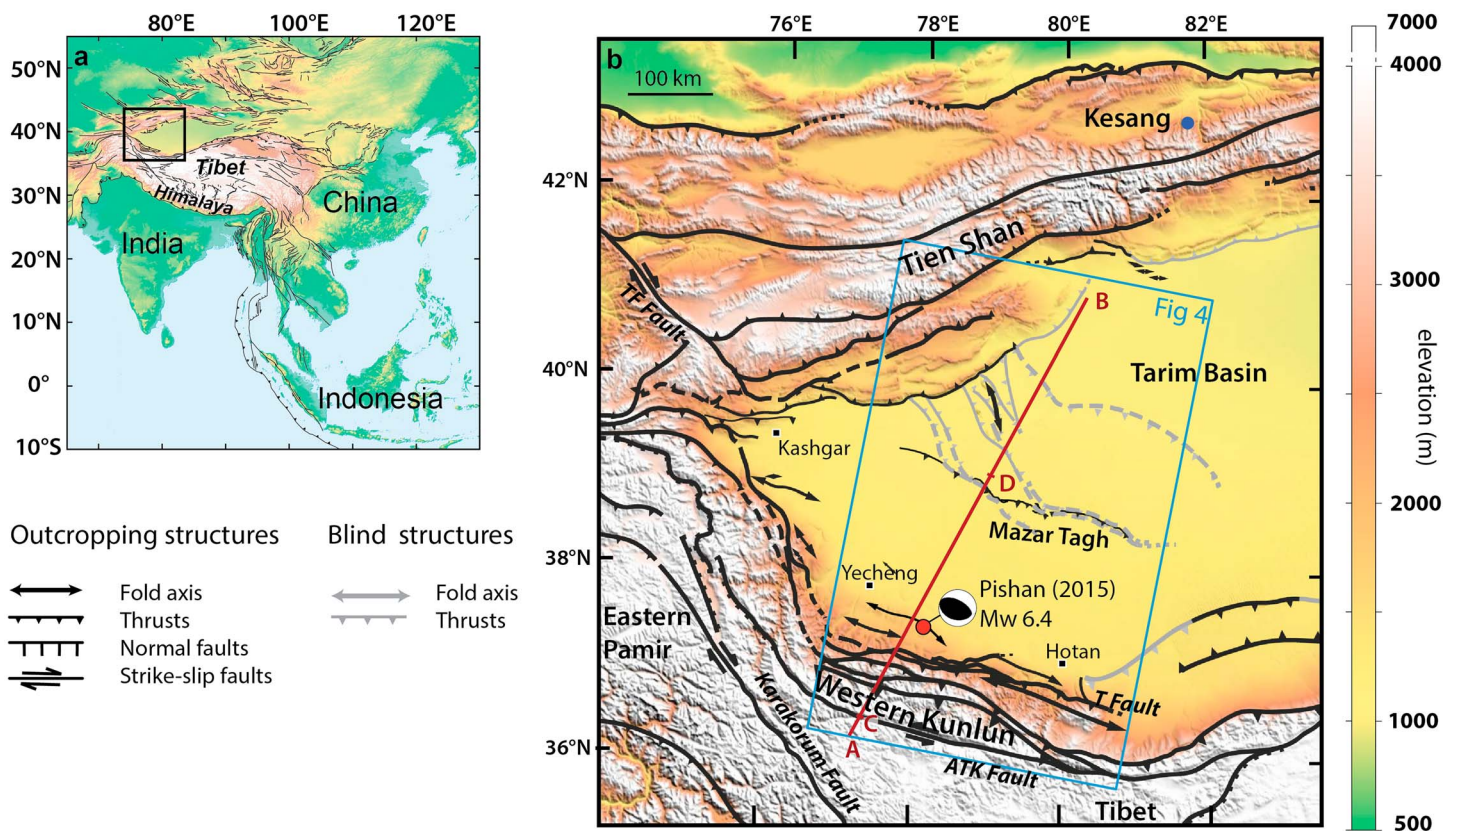 80°E 100°E 120°E
a
50°N
40°N
30°N
20°N
10°N
0°
10°S
Tibet
Himalaya
China
India
Indonesia
Outcropping structures
Fold axis
Thrusts
Normal faults
Strike-slip faults
Blind structures
Fold axis
Thrusts
76°E 78°E 80°E 82°E
b
100 km
42°N
40°N
38°N
36°N
Kesang
Tien Shan
TF Fault
B
Fig 4
Tarim Basin
Kashgar
D
Mazar Tagh
Yecheng
Pishan (2015)
Mw 6.4
Eastern
Pamir
Hotan
T Fault
Western Kunlun
Karakorum Fault
C
A
ATK Fault
Tibet
7000
4000
3000
2000
1000
500
elevation (m)